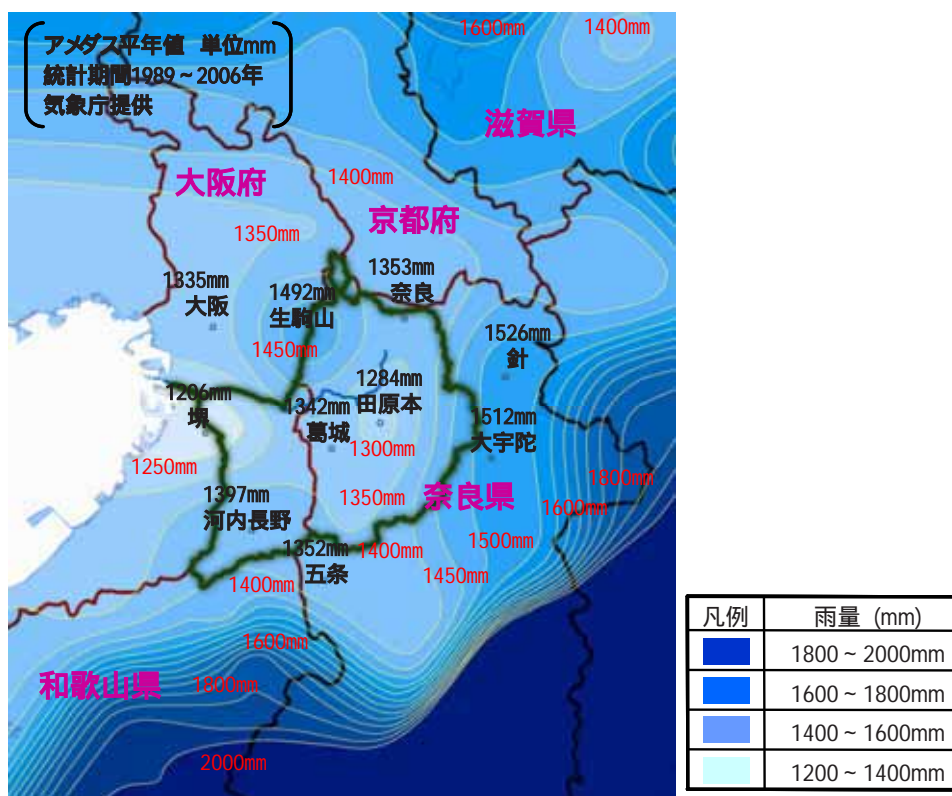 アメダス平年値 単位mm
統計期間1989～2006年
気象庁提供
1600mm
1400mm
滋賀県
大阪府
1400mm
京都府
1350mm
1335mm
大阪
1492mm
生駒山
1353mm
奈良
1450mm
1526mm
針
1206mm
堺
1342mm
葛城
1284mm
田原本
1512mm
大宇陀
1250mm
1300mm
1397mm
河内長野
1350mm
奈良県
1800mm
1600mm
1352mm
五条
1400mm
1500mm
1450mm
1400mm
1600mm
和歌山県
1800mm
2000mm
凡例 雨量 (mm)
1800～2000mm
1600～1800mm
1400～1600mm
1200～1400mm